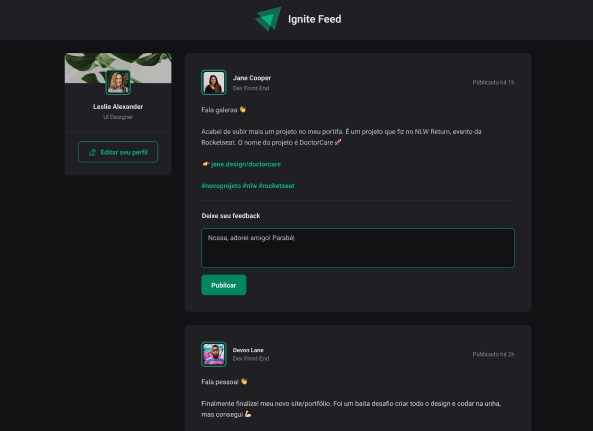 Ignite Feed
Leslie Alexander
UI Designer
Editar seu perfil
Jane Cooper
Dev Front-End
Públicado há 1h
Fala galeraa 👋
Acabei de subir mais um projeto no meu portifa. É um projeto que fiz no NLW Return, evento da
Rocketseat. O nome do projeto é DoctorCare 🚀
👉 jane.design/doctorcare
#novoprojeto #nlw #rocketseat
Deixe seu feedback
Nossa, adorei amigo! Parabé|
Publicar
Devon Lane
Dev Front-End
Publicado há 2h
Fala pessoal 👋
Finalmente finalizei meu novo site/portfólio. Foi um baita desafio criar todo o design e codar na unha,
mas consegui 💪🏻